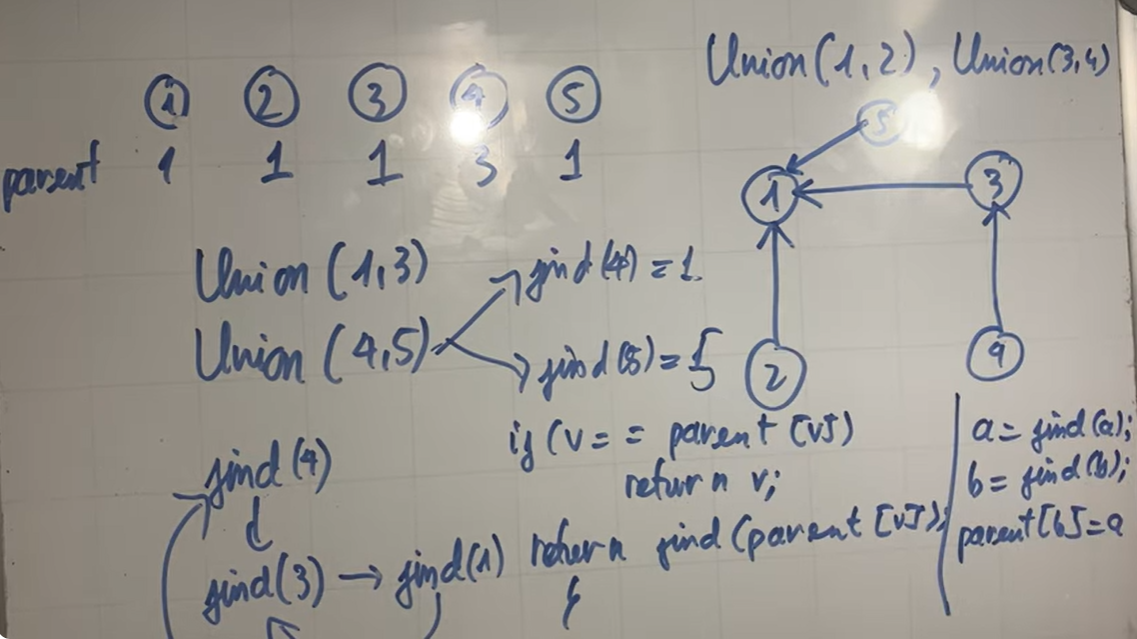 Union(1,2), Union(3,4)
1 2 3 4 5
parent 1 1 1 3 1
5
1 3
2 4
Union (1,3) find(4) = 1
Union (4,5) find(5) = 5
if (v == parent[v])
return v;
return find(parent[v]);
}
a = find(a);
b = find(b);
parent[b] = a
find(4)
find(3) → find(1)